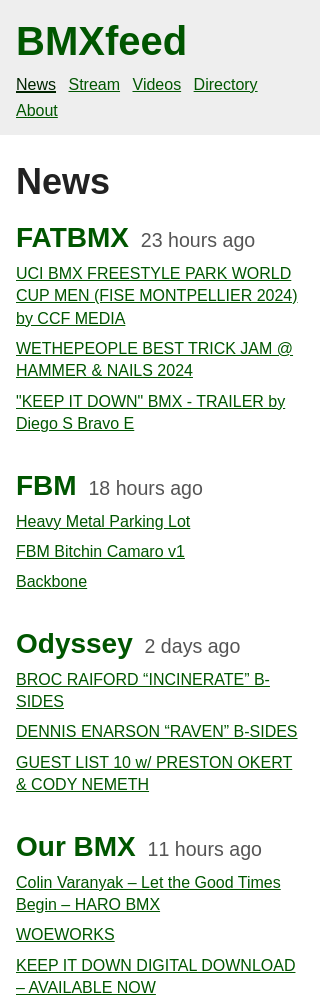 BMXfeed
News Stream Videos Directory
About
News
FATBMX 23 hours ago
UCI BMX FREESTYLE PARK WORLD
CUP MEN (FISE MONTPELLIER 2024)
by CCF MEDIA
WETHEPEOPLE BEST TRICK JAM @
HAMMER & NAILS 2024
"KEEP IT DOWN" BMX - TRAILER by
Diego S Bravo E
FBM 18 hours ago
Heavy Metal Parking Lot
FBM Bitchin Camaro v1
Backbone
Odyssey 2 days ago
BROC RAIFORD “INCINERATE” B-
SIDES
DENNIS ENARSON “RAVEN” B-SIDES
GUEST LIST 10 w/ PRESTON OKERT
& CODY NEMETH
Our BMX 11 hours ago
Colin Varanyak – Let the Good Times
Begin – HARO BMX
WOEWORKS
KEEP IT DOWN DIGITAL DOWNLOAD
– AVAILABLE NOW